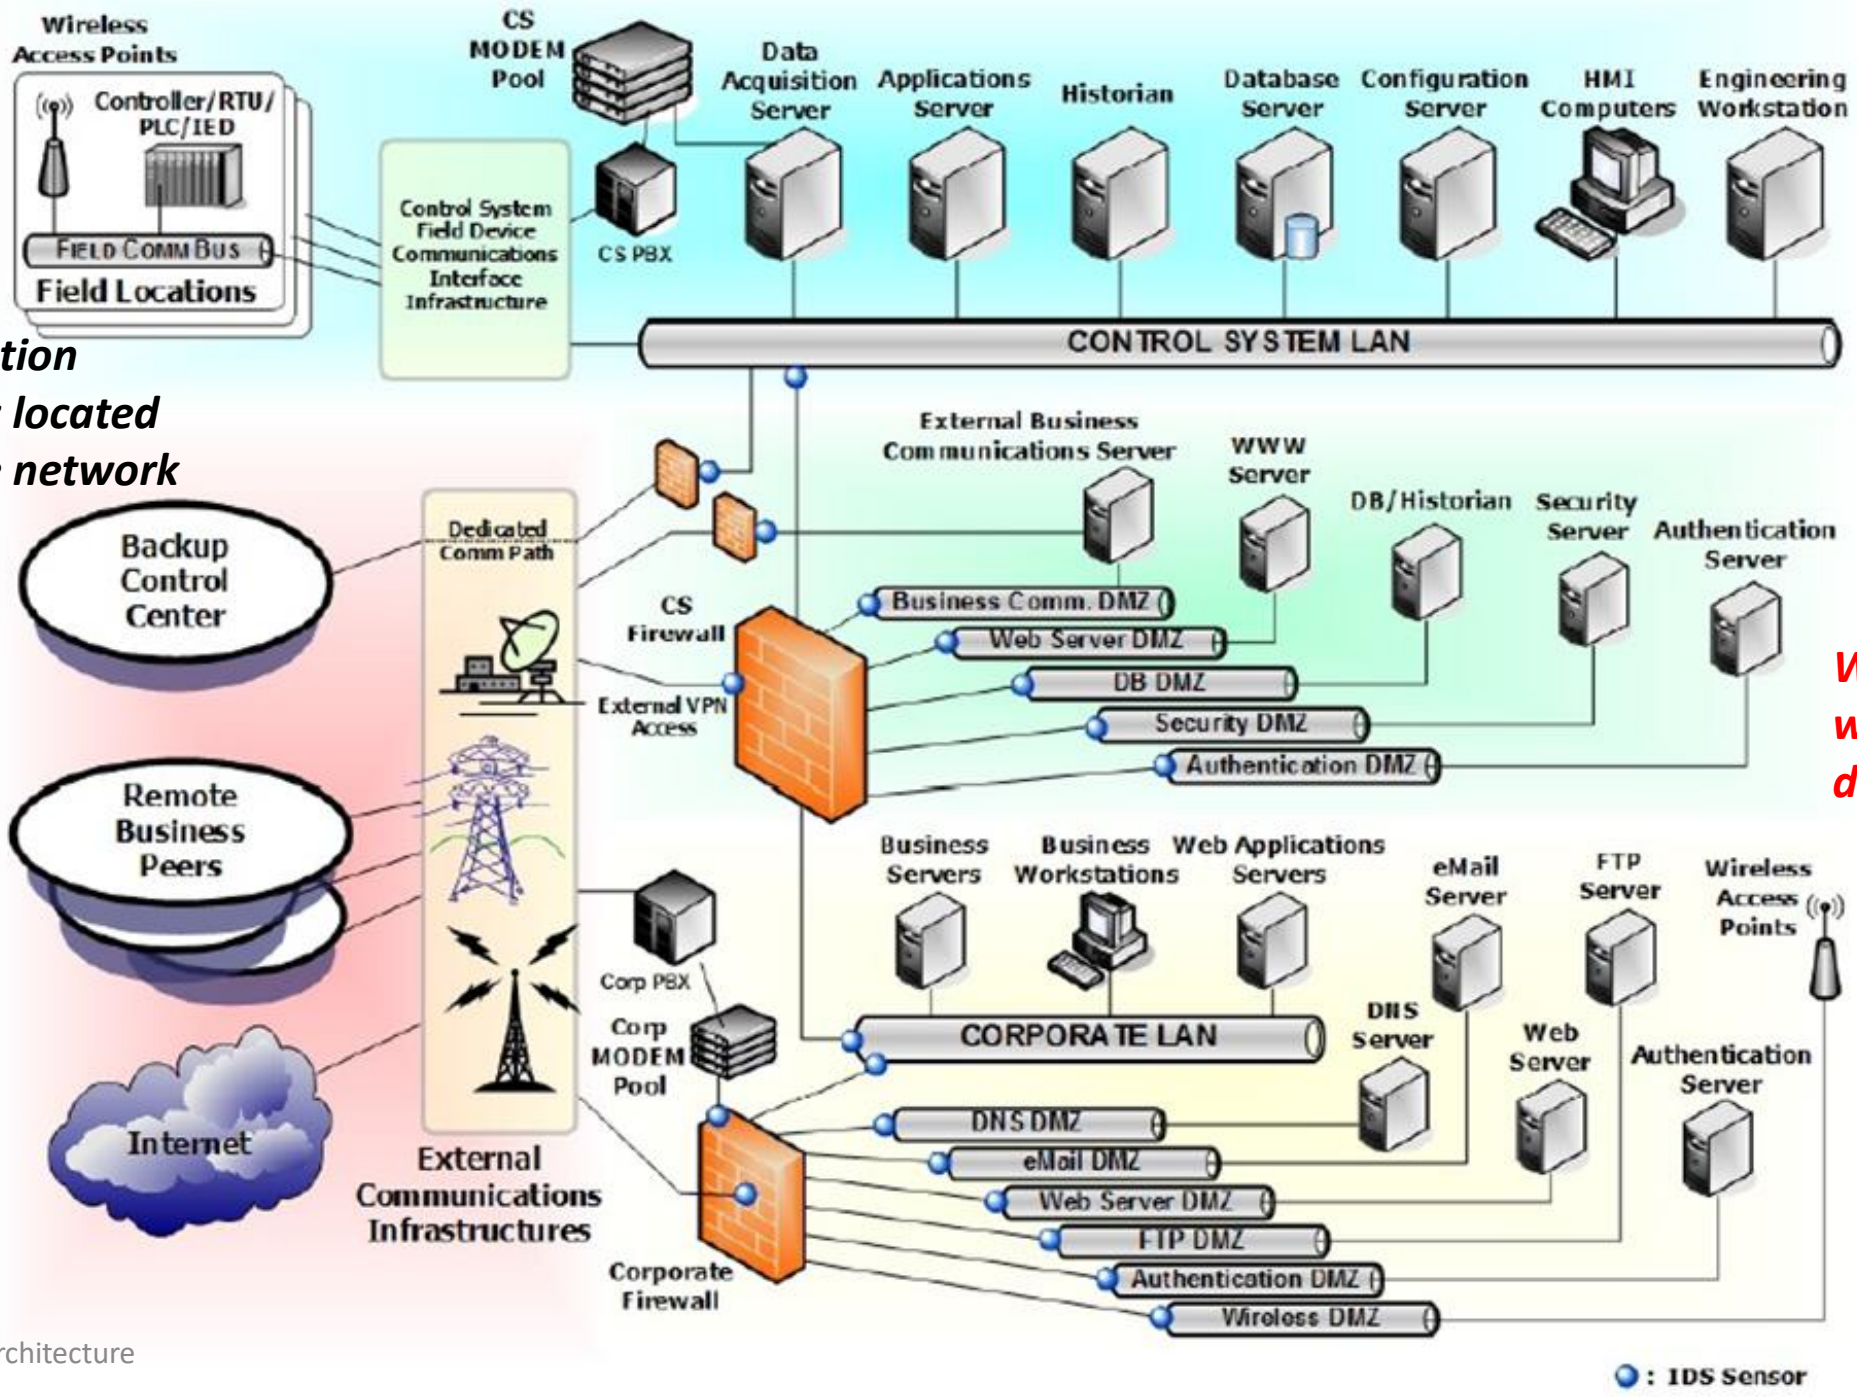 Wireless
Access Points
Controller/RTU/
PLC/IED
FIELD COMM BUS
Field Locations
Control System
Field Device
Communications
Interface
Infrastructure
CS
MODEM
Pool
CS PBX
Data
Acquisition
Server
Applications
Server
Historian
Database
Server
Configuration
Server
HMI
Computers
Engineering
Workstation
CONTROL SYSTEM LAN
tion
located
network
Backup
Control
Center
Dedicated
Comm Path
External Business
Communications Server
WWW
Server
DB/Historian
Security
Server
Authentication
Server
CS
Firewall
Business Comm. DMZ
Web Server DMZ
DB DMZ
Security DMZ
Authentication DMZ
External VPN
Access
W
w
d
Remote
Business
Peers
Business
Servers
Business
Workstations
Web Applications
Servers
eMail
Server
FTP
Server
Wireless
Access
Points
Corp PBX
Corp
MODEM
Pool
CORPORATE LAN
DNS
Server
Web
Server
Authentication
Server
Internet
External
Communications
Infrastructures
DNS DMZ
eMail DMZ
Web Server DMZ
FTP DMZ
Authentication DMZ
Wireless DMZ
Corporate
Firewall
rchitecture
: IDS Sensor